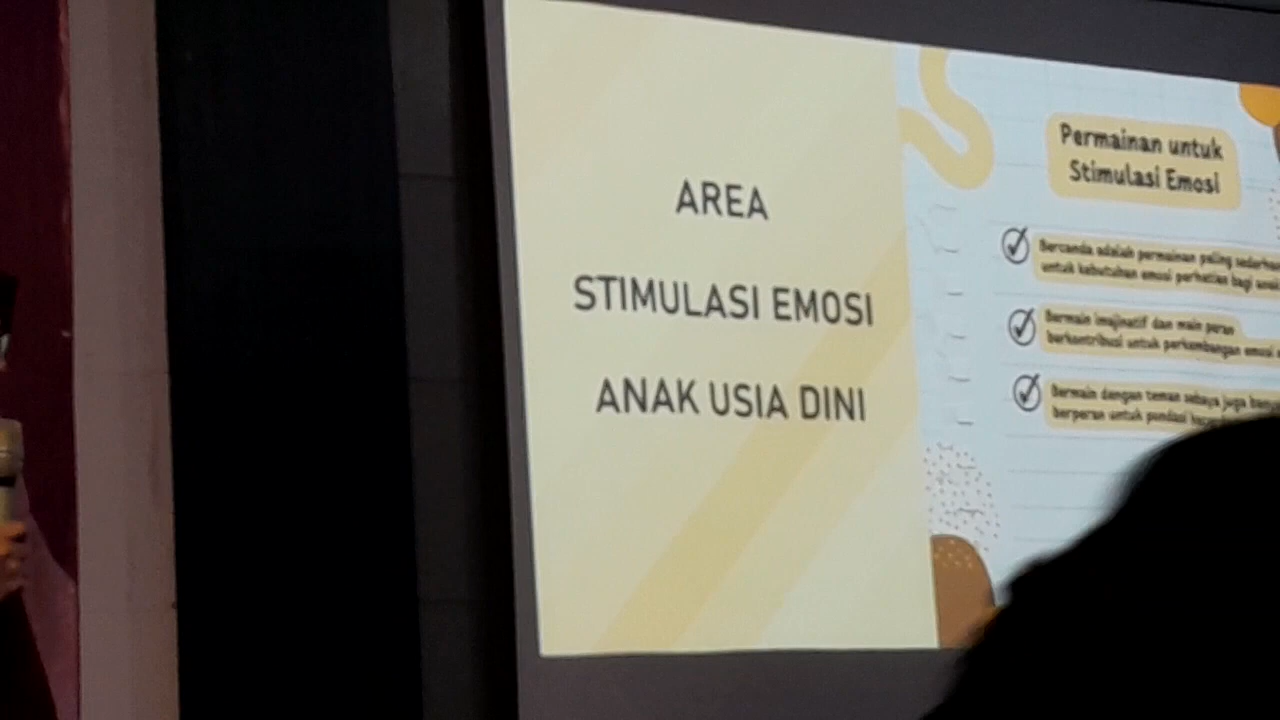 AREA
STIMULASI EMOSI
ANAK USIA DINI
Permainan untuk
Stimulasi Emosi
Bercanda adalah permainan paling
untuk kebutuhan emosi perhatian bagi
Bermain imajinatif dan main peran
berkontribusi untuk perkembangan emosi
Bermain dengan teman sebaya juga
berperan untuk pondasi